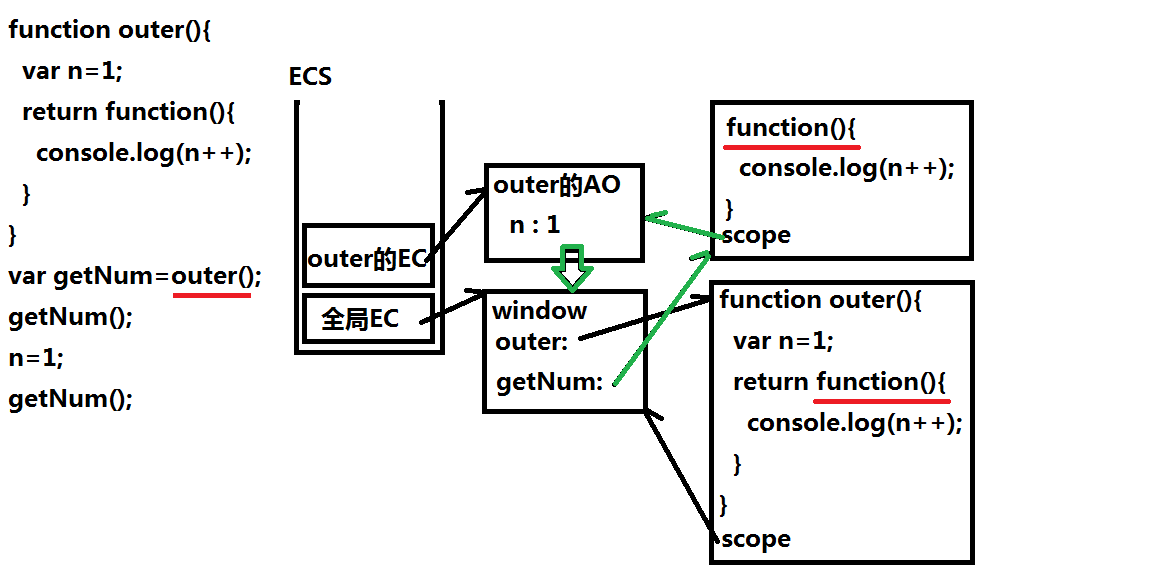 function outer(){
var n=1;
return function(){
console.log(n++);
}
}
var getNum=outer();
getNum();
n=1;
getNum();
ECS
outer的EC
全局EC
outer的AO
n : 1
window
outer:
getNum:
function(){
console.log(n++);
}
scope
function outer(){
var n=1;
return function(){
console.log(n++);
}
}
scope